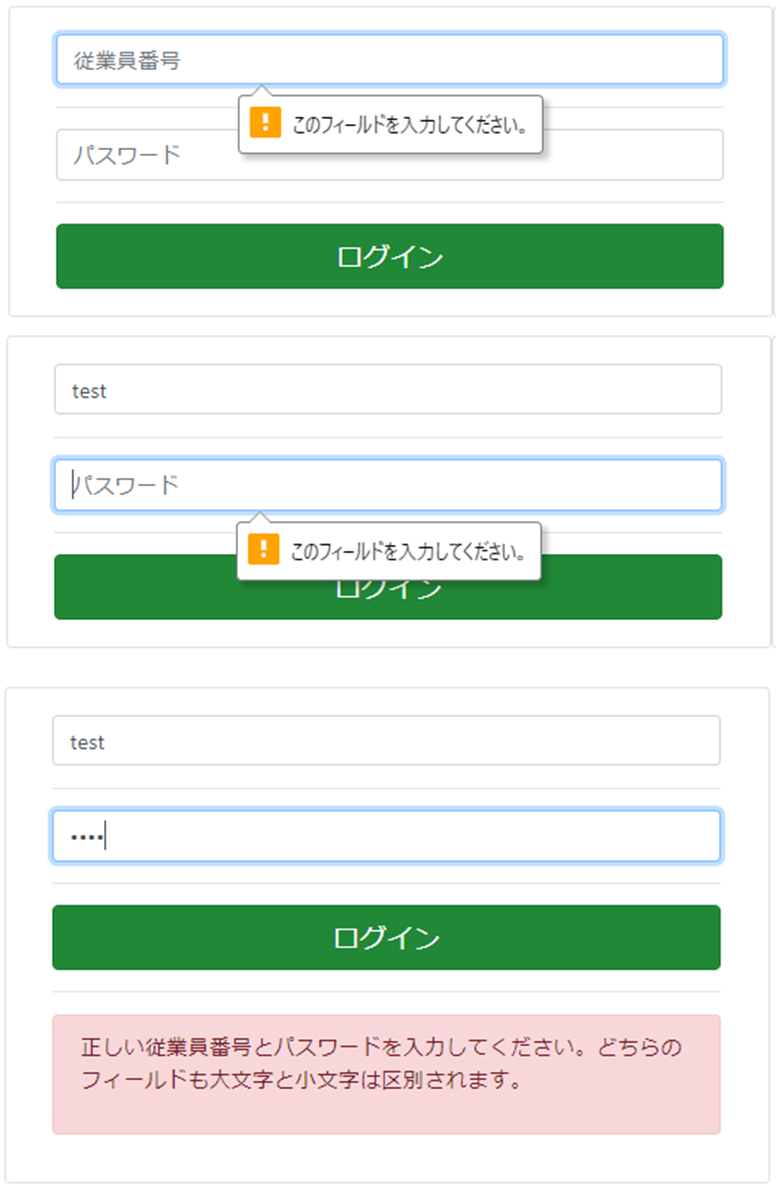 従業員番号
このフィールドを入力してください。
パスワード
ログイン
test
パスワード
このフィールドを入力してください。
ログイン
test
••••
ログイン
正しい従業員番号とパスワードを入力してください。どちらの
フィールドも大文字と小文字は区別されます。